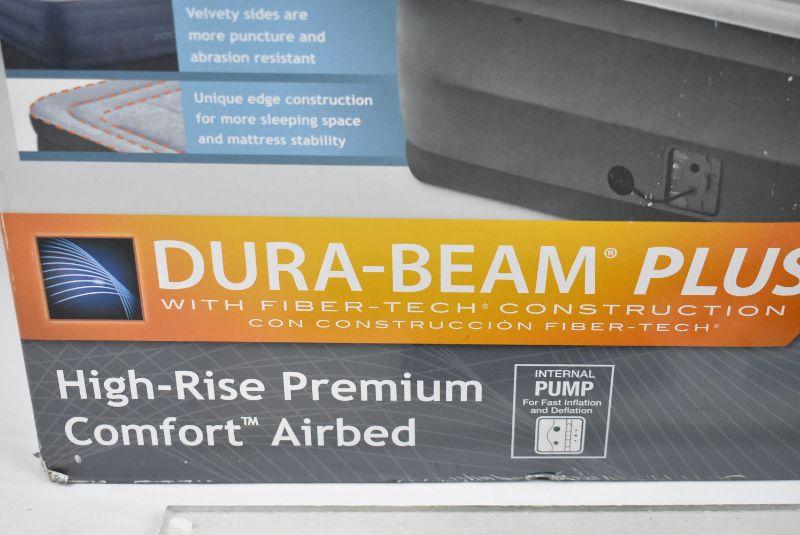 Velvety sides are
more puncture and
abrasion resistant
Unique edge construction
for more sleeping space
and mattress stability
DURA-BEAM® PLUS
WITH FIBER-TECH® CONSTRUCTION
CON CONSTRUCCIÓN FIBER-TECH®
High-Rise Premium
Comfort™ Airbed
INTERNAL
PUMP
For Fast Inflation
and Deflation